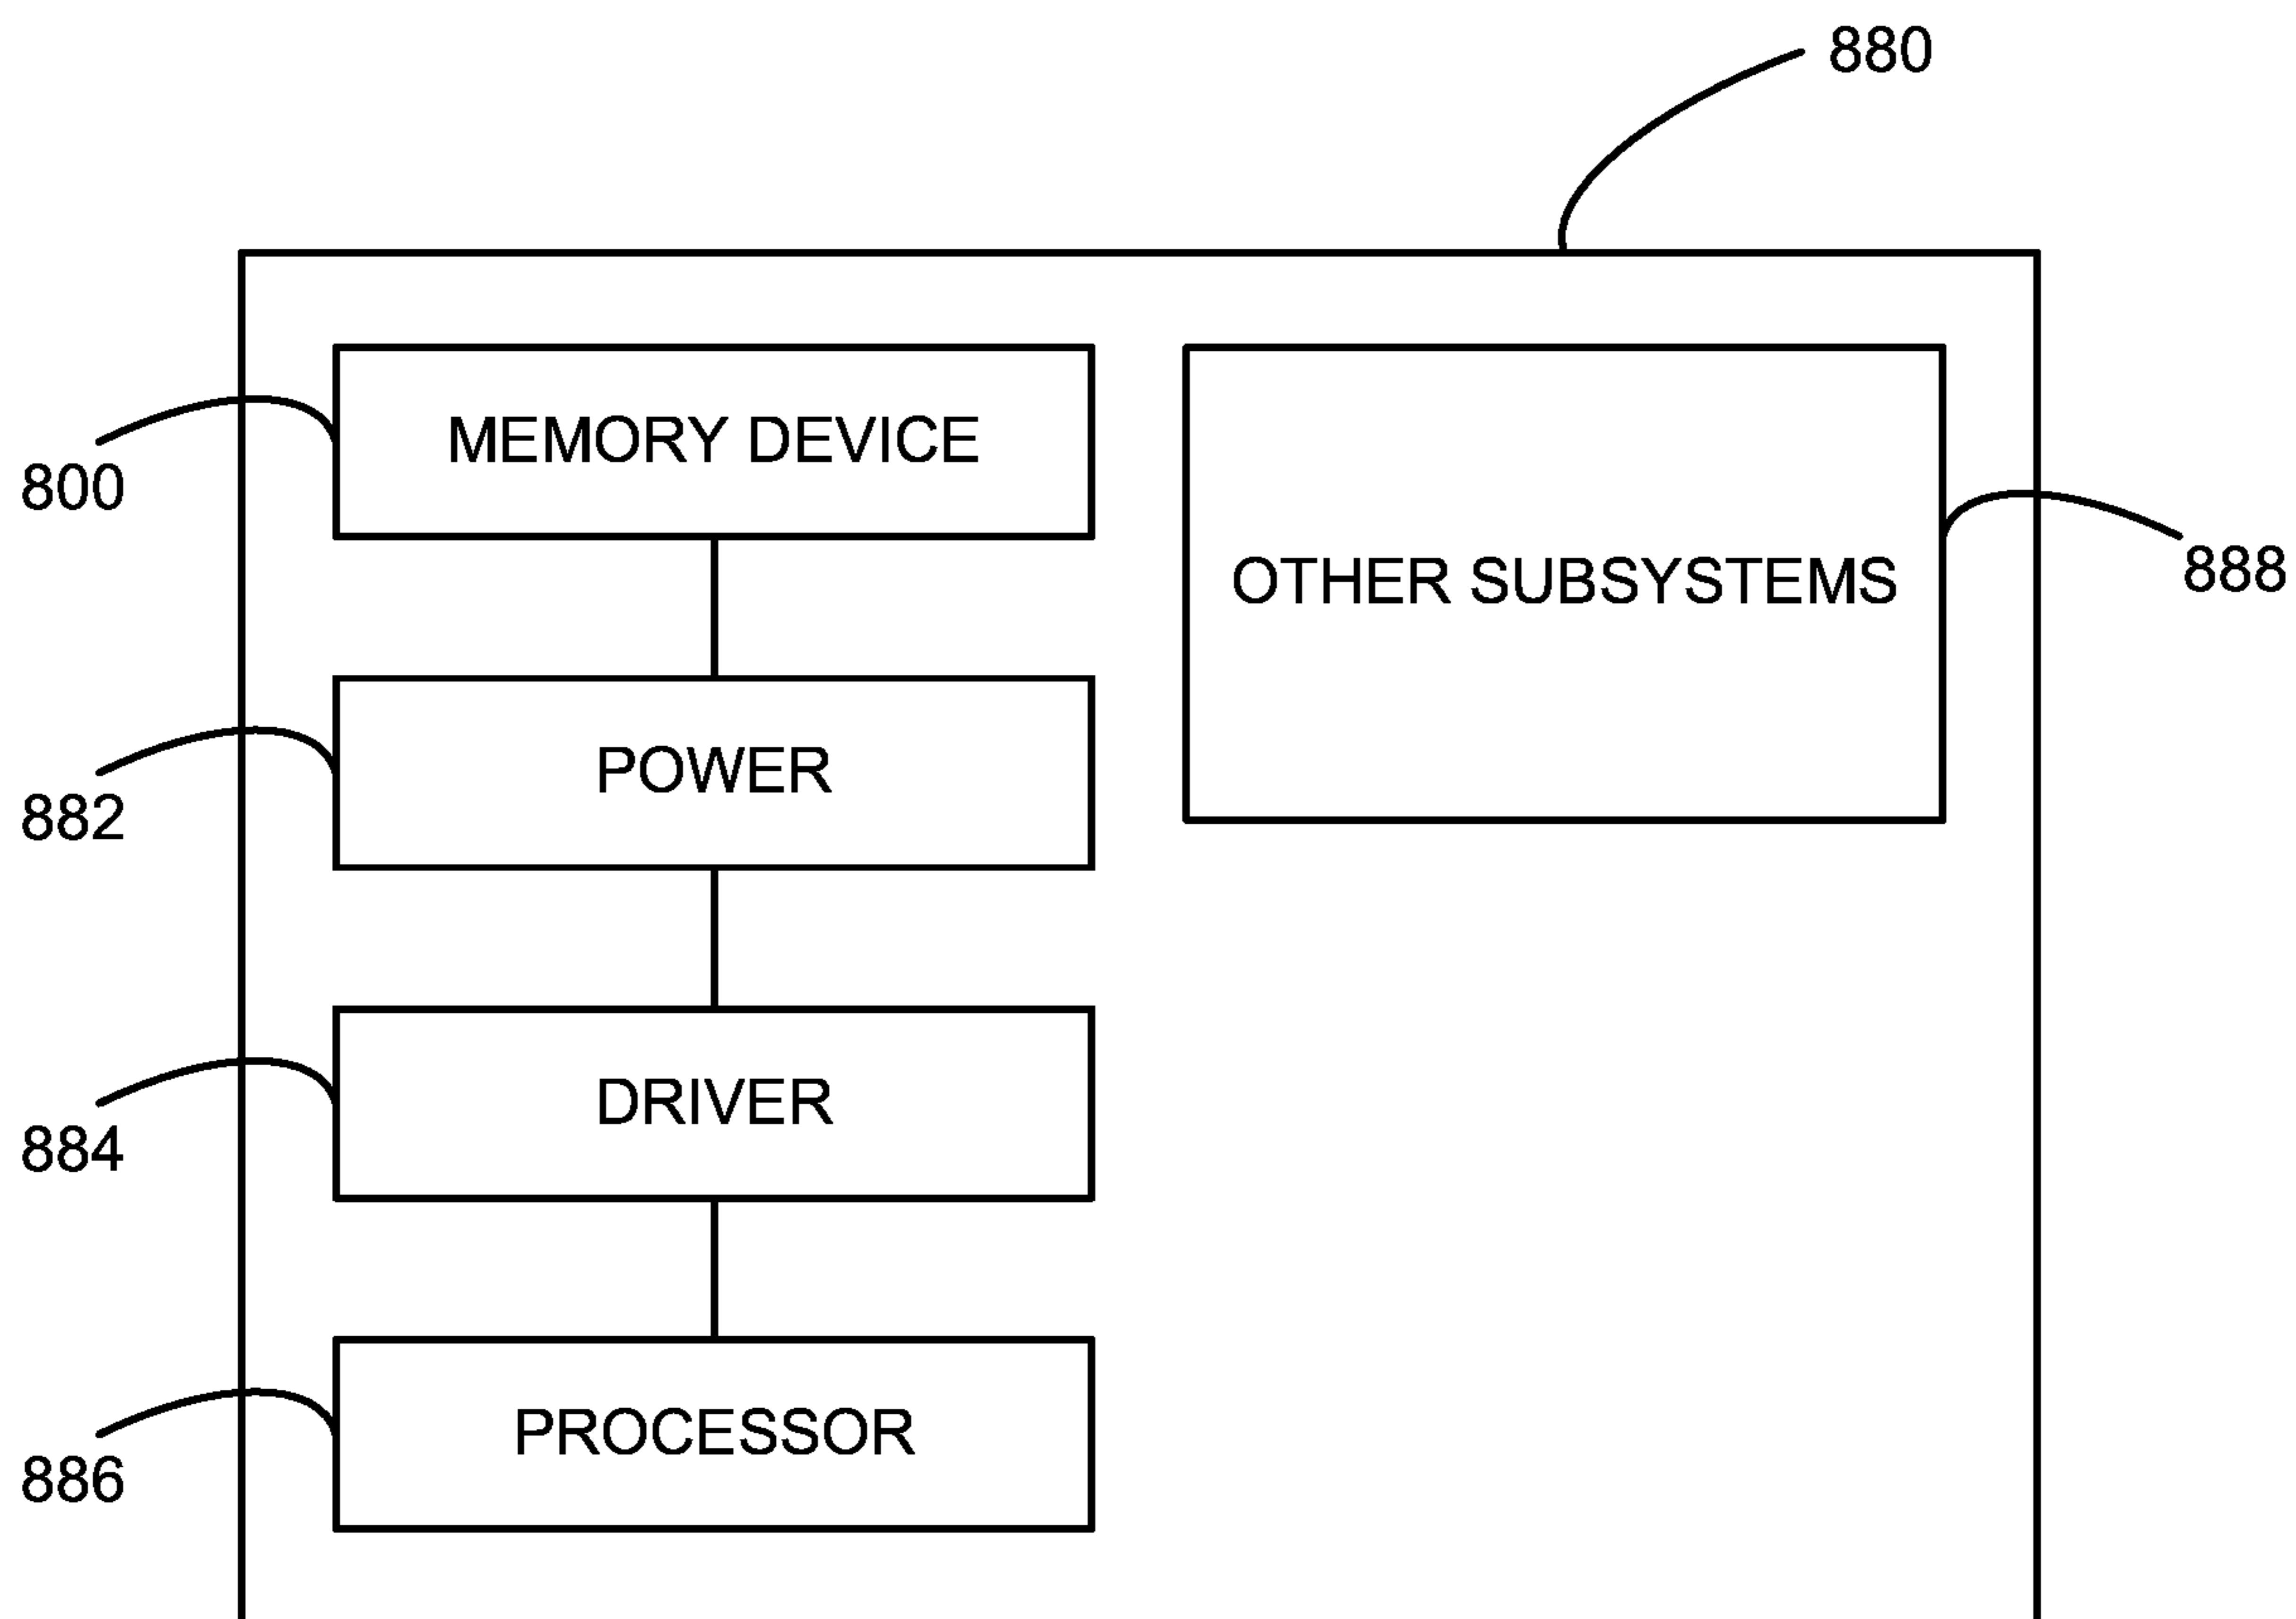 880
MEMORY DEVICE
800
OTHER SUBSYSTEMS
888
POWER
882
DRIVER
884
PROCESSOR
886